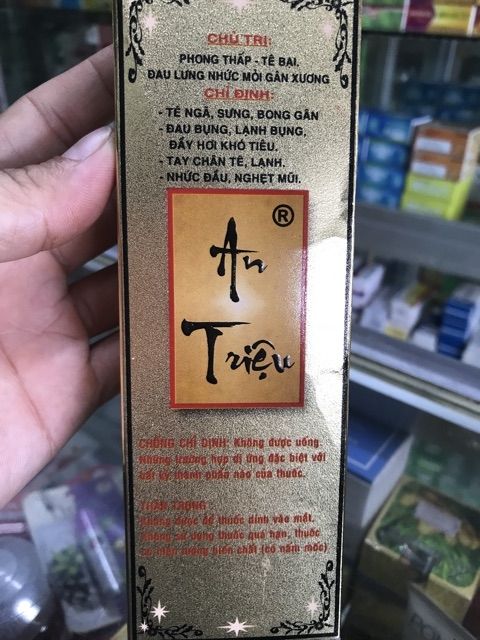 CHỦ TRỊ:
PHONG THẤP - TÊ BẠI,
ĐAU LƯNG NHỨC MỎI GÂN XƯƠNG
CHỈ ĐỊNH:
- TÉ NGÃ, SƯNG, BONG GÂN
- ĐAU BỤNG, LẠNH BỤNG,
ĐẦY HƠI KHÓ TIÊU.
- TAY CHÂN TÊ, LẠNH.
- NHỨC ĐẦU, NGHẸT MŨI.
®
An
Triệu
CHỐNG CHỈ ĐỊNH: Không được uống
Những trường hợp dị ứng đặc biệt với
bất kỳ thành phần nào của thuốc.
THẬN TRỌNG
Không được để thuốc dính vào mắt.
Không sử dụng thuốc quá hạn, thuốc
có hiện tượng biến chất (có nấm mốc)